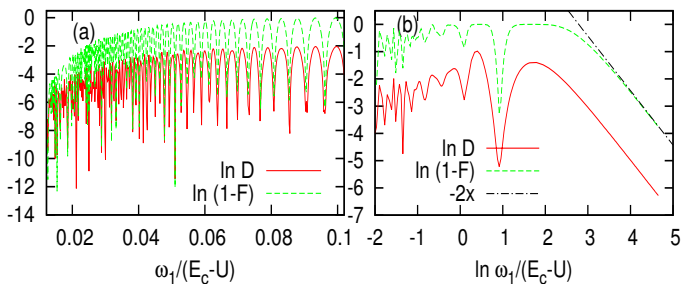 (a)
0
-2
-4
-6
-8
-10
-12
-14
ln D
ln (1-F)
0.02 0.04 0.06 0.08 0.1
ω₁/(E_c-U)
(b)
0
-1
-2
-3
-4
-5
-6
-7
ln D
ln (1-F)
-2x
-2 -1 0 1 2 3 4 5
ln ω₁/(E_c-U)